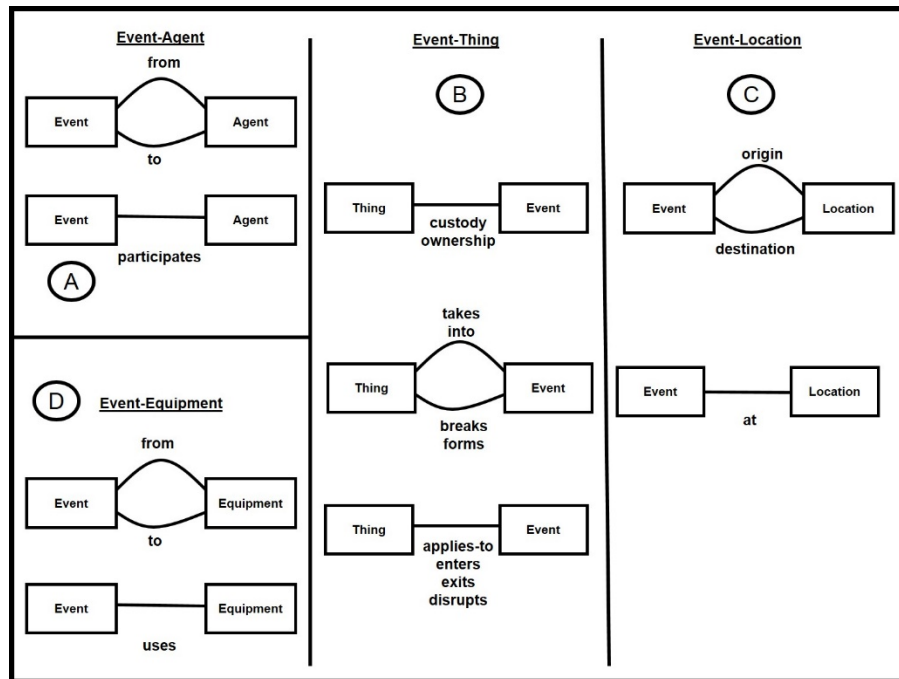 Event-Agent
from
Event
Agent
to
Event
Agent
participates
A
D
Event-Equipment
from
Event
Equipment
to
Event
Equipment
uses
Event-Thing
B
Thing
Event
custody
ownership
takes
into
Thing
Event
breaks
forms
Thing
Event
applies-to
enters
exits
disrupts
Event-Location
C
origin
Event
Location
destination
Event
Location
at